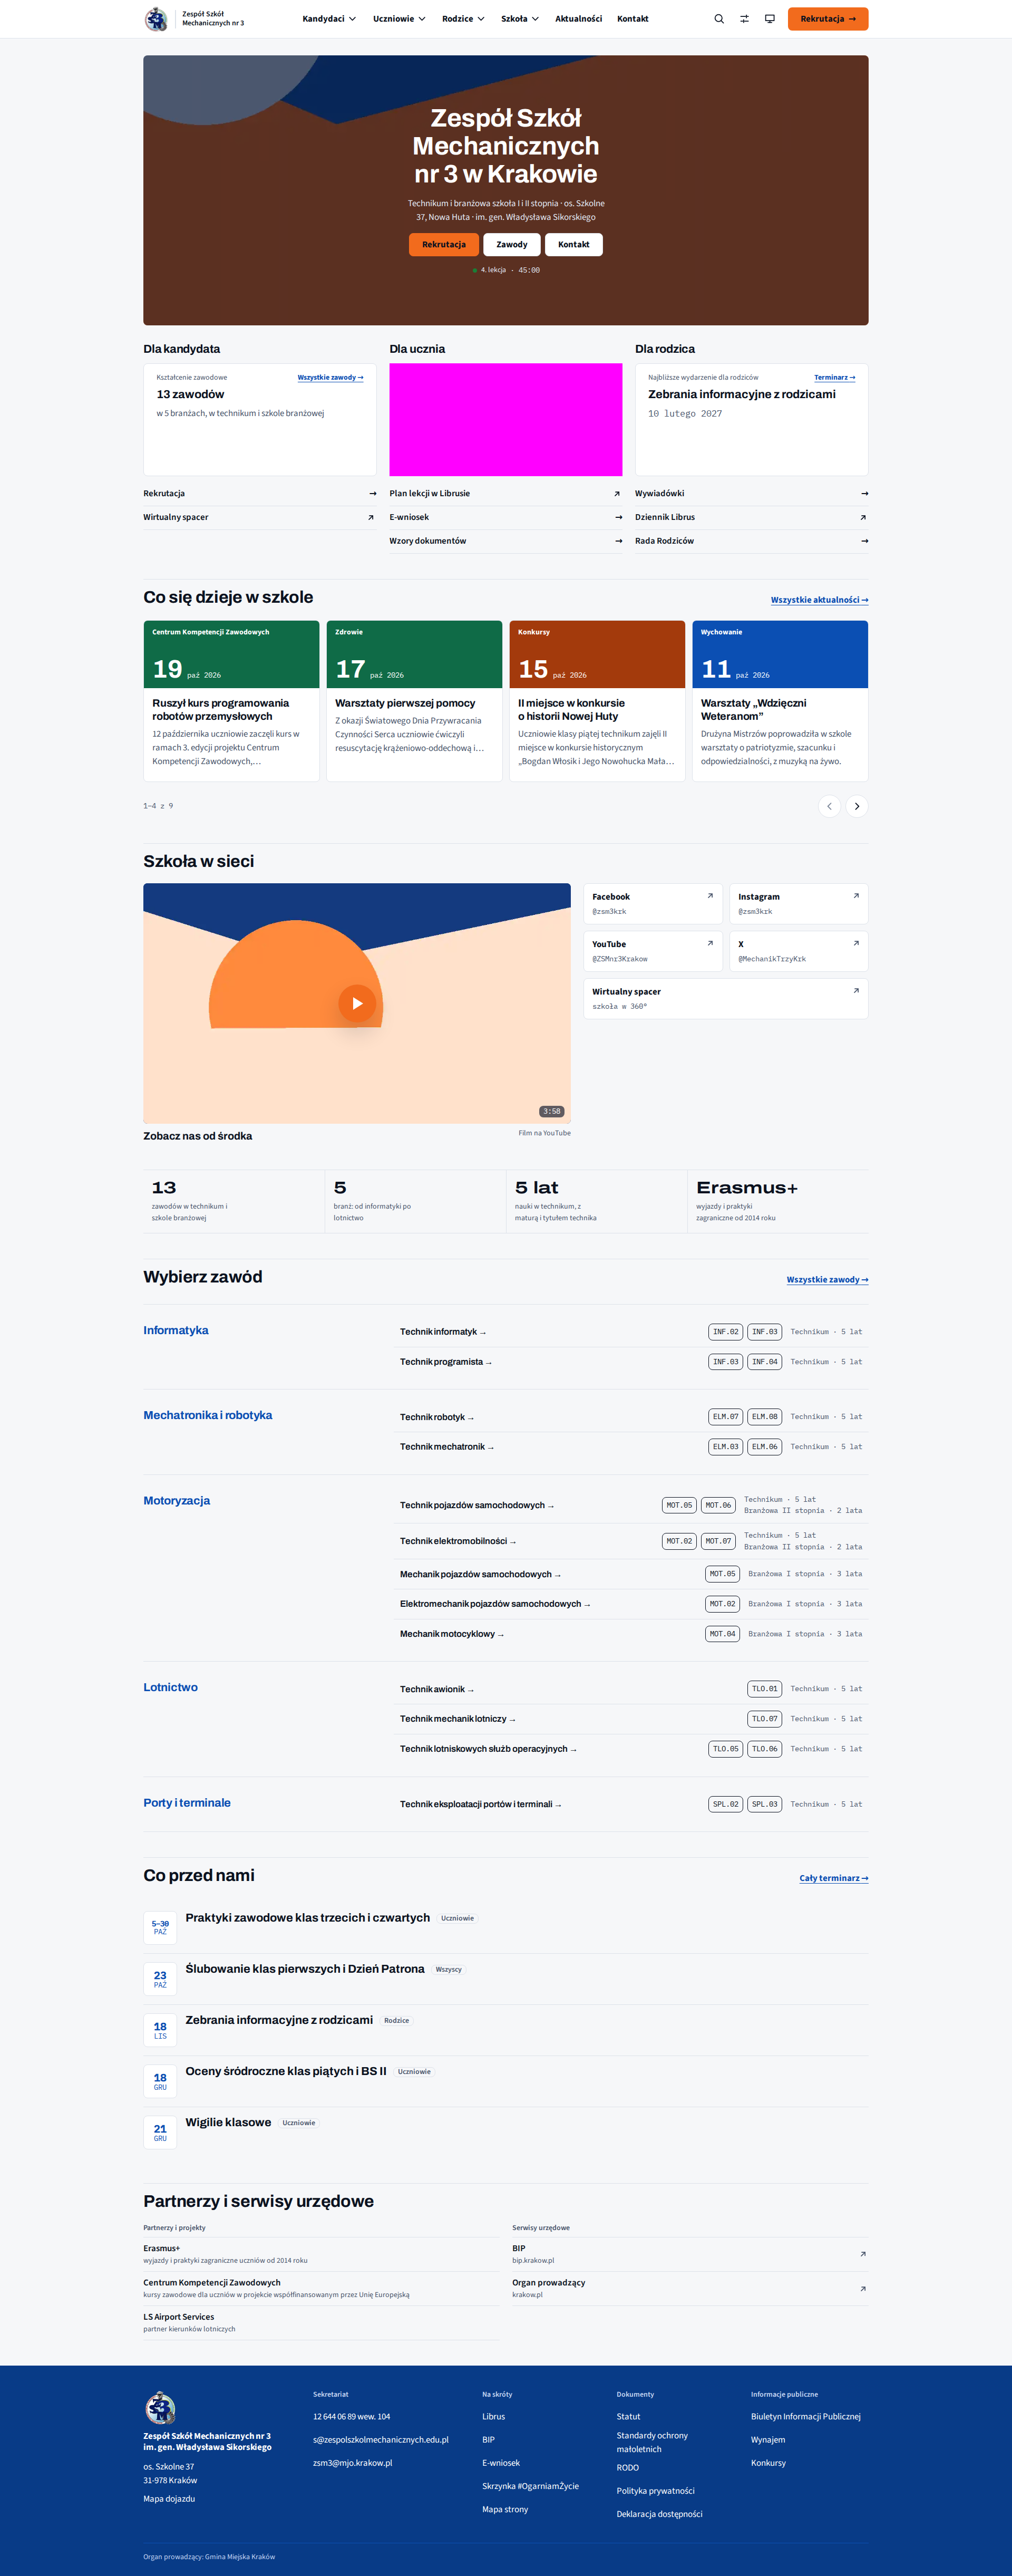 Zespół Szkół
Mechanicznych nr 3
Kandydaci
Uczniowie
Rodzice
Szkoła
Aktualności
Kontakt
Rekrutacja →
Zespół Szkół
Mechanicznych
nr 3 w Krakowie
Technikum i branżowa szkoła I i II stopnia · os. Szkolne
37, Nowa Huta · im. gen. Władysława Sikorskiego
Rekrutacja
Zawody
Kontakt
4. lekcja · 45:00
Dla kandydata
Kształcenie zawodowe
Wszystkie zawody →
13 zawodów
w 5 branżach, w technikum i szkole branżowej
Rekrutacja →
Wirtualny spacer ↗
Dla ucznia
Plan lekcji w Librusie ↗
E-wniosek →
Wzory dokumentów →
Dla rodzica
Najbliższe wydarzenie dla rodziców
Terminarz →
Zebrania informacyjne z rodzicami
10 lutego 2027
Wywiadówki →
Dziennik Librus ↗
Rada Rodziców →
Co się dzieje w szkole
Wszystkie aktualności →
Centrum Kompetencji Zawodowych
19 paź 2026
Ruszył kurs programowania
robotów przemysłowych
12 października uczniowie zaczęli kurs w
ramach 3. edycji projektu Centrum
Kompetencji Zawodowych,…
Zdrowie
17 paź 2026
Warsztaty pierwszej pomocy
Z okazji Światowego Dnia Przywracania
Czynności Serca uczniowie ćwiczyli
resuscytację krążeniowo-oddechową i…
Konkursy
15 paź 2026
II miejsce w konkursie
o historii Nowej Huty
Uczniowie klasy piątej technikum zajęli II
miejsce w konkursie historycznym
„Bogdan Włosik i Jego Nowohucka Mała…
Wychowanie
11 paź 2026
Warsztaty „Wdzięczni
Weteranom”
Drużyna Mistrzów poprowadziła w szkole
warsztaty o patriotyzmie, szacunku i
odpowiedzialności, z muzyką na żywo.
1–4 z 9
Szkoła w sieci
3:58
Zobacz nas od środka
Film na YouTube
Facebook ↗
@zsm3krk
Instagram ↗
@zsm3krk
YouTube ↗
@ZSMnr3Krakow
X ↗
@MechanikTrzyKrk
Wirtualny spacer ↗
szkoła w 360°
13
zawodów w technikum i
szkole branżowej
5
branż: od informatyki po
lotnictwo
5 lat
nauki w technikum, z
maturą i tytułem technika
Erasmus+
wyjazdy i praktyki
zagraniczne od 2014 roku
Wybierz zawód
Wszystkie zawody →
Informatyka
Technik informatyk → INF.02 INF.03 Technikum · 5 lat
Technik programista → INF.03 INF.04 Technikum · 5 lat
Mechatronika i robotyka
Technik robotyk → ELM.07 ELM.08 Technikum · 5 lat
Technik mechatronik → ELM.03 ELM.06 Technikum · 5 lat
Motoryzacja
Technik pojazdów samochodowych → MOT.05 MOT.06 Technikum · 5 lat
Branżowa II stopnia · 2 lata
Technik elektromobilności → MOT.02 MOT.07 Technikum · 5 lat
Branżowa II stopnia · 2 lata
Mechanik pojazdów samochodowych → MOT.05 Branżowa I stopnia · 3 lata
Elektromechanik pojazdów samochodowych → MOT.02 Branżowa I stopnia · 3 lata
Mechanik motocyklowy → MOT.04 Branżowa I stopnia · 3 lata
Lotnictwo
Technik awionik → TLO.01 Technikum · 5 lat
Technik mechanik lotniczy → TLO.07 Technikum · 5 lat
Technik lotniskowych służb operacyjnych → TLO.05 TLO.06 Technikum · 5 lat
Porty i terminale
Technik eksploatacji portów i terminali → SPL.02 SPL.03 Technikum · 5 lat
Co przed nami
Cały terminarz →
5–30
PAŹ
Praktyki zawodowe klas trzecich i czwartych Uczniowie
23
PAŹ
Ślubowanie klas pierwszych i Dzień Patrona Wszyscy
18
LIS
Zebrania informacyjne z rodzicami Rodzice
18
GRU
Oceny śródroczne klas piątych i BS II Uczniowie
21
GRU
Wigilie klasowe Uczniowie
Partnerzy i serwisy urzędowe
Partnerzy i projekty
Erasmus+
wyjazdy i praktyki zagraniczne uczniów od 2014 roku
Centrum Kompetencji Zawodowych
kursy zawodowe dla uczniów w projekcie współfinansowanym przez Unię Europejską
LS Airport Services
partner kierunków lotniczych
Serwisy urzędowe
BIP ↗
bip.krakow.pl
Organ prowadzący ↗
krakow.pl
Zespół Szkół Mechanicznych nr 3
im. gen. Władysława Sikorskiego
os. Szkolne 37
31-978 Kraków
Mapa dojazdu
Sekretariat
12 644 06 89 wew. 104
s@zespolszkolmechanicznych.edu.pl
zsm3@mjo.krakow.pl
Na skróty
Librus
BIP
E-wniosek
Skrzynka #OgarniamŻycie
Mapa strony
Dokumenty
Statut
Standardy ochrony
małoletnich
RODO
Polityka prywatności
Deklaracja dostępności
Informacje publiczne
Biuletyn Informacji Publicznej
Wynajem
Konkursy
Organ prowadzący: Gmina Miejska Kraków